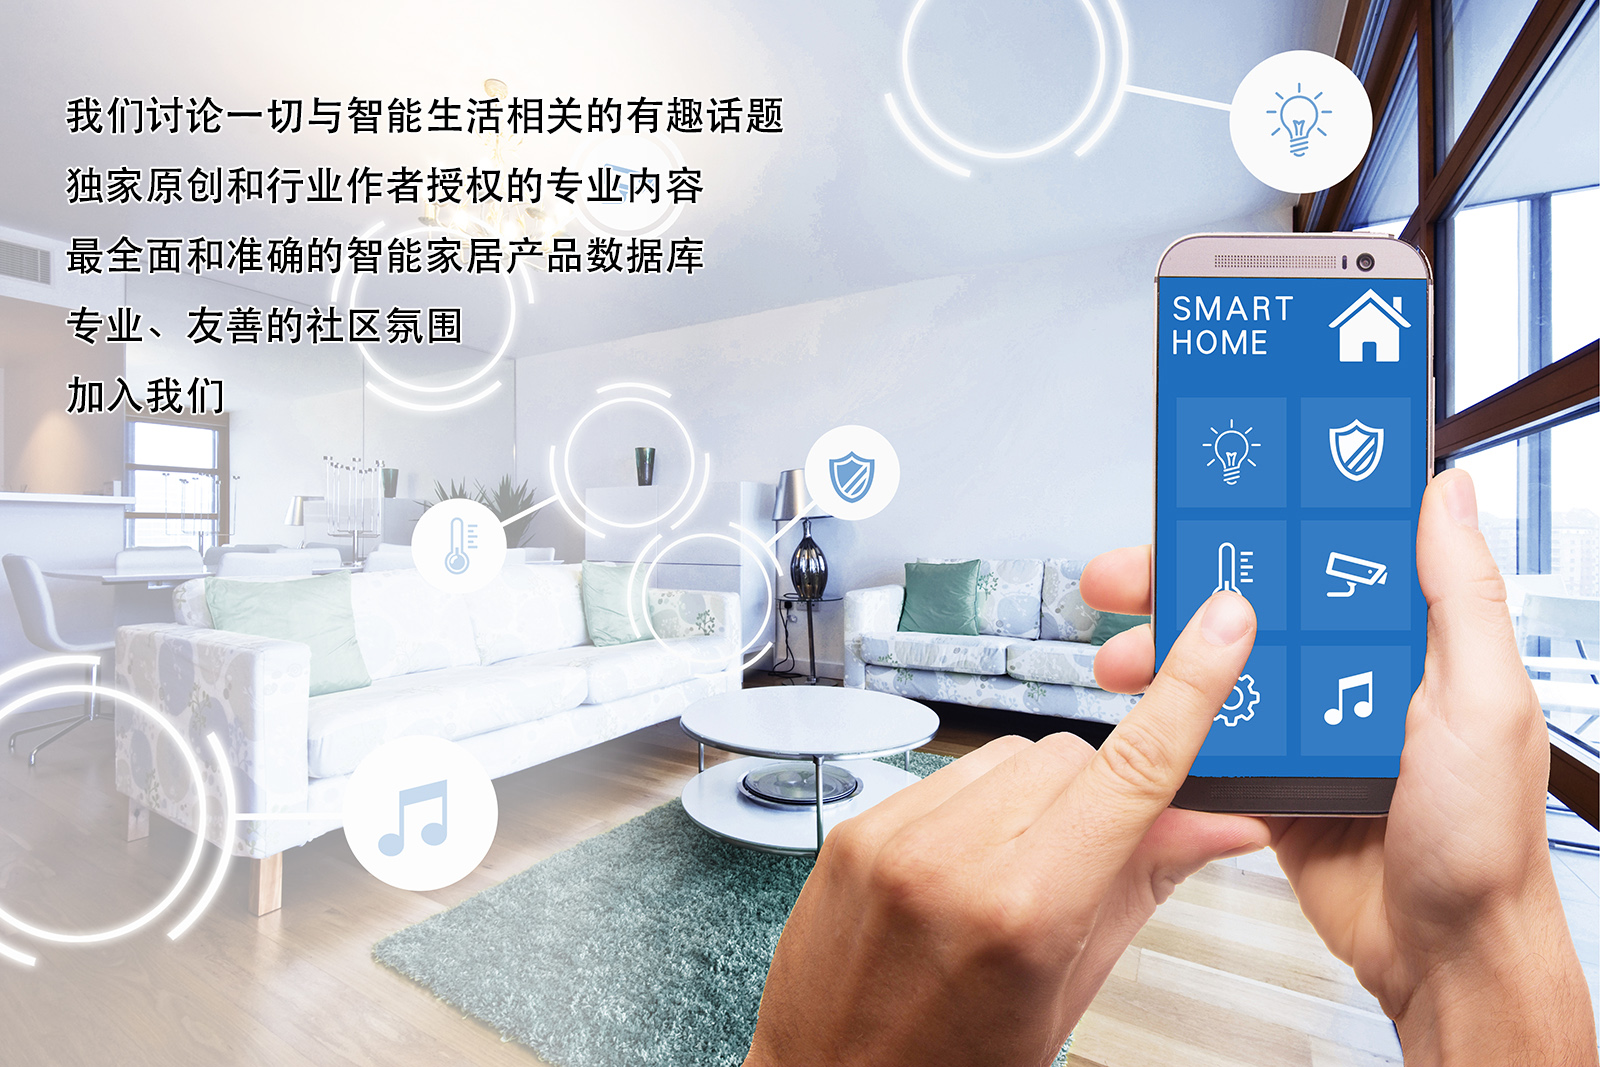 我们讨论一切与智能生活相关的有趣话题
独家原创和行业作者授权的专业内容
最全面和准确的智能家居产品数据库
专业、友善的社区氛围
加入我们
SMART
HOME